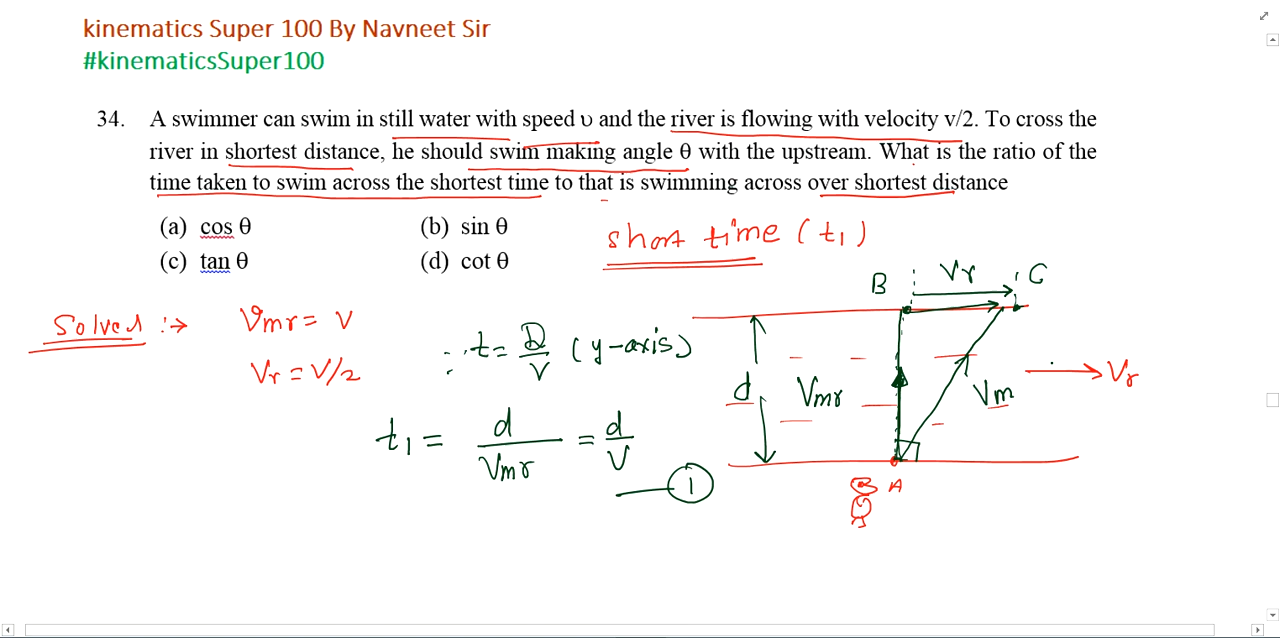 kinematics Super 100 By Navneet Sir
#kinematicsSuper100
34. A swimmer can swim in still water with speed υ and the river is flowing with velocity v/2. To cross the
river in shortest distance, he should swim making angle θ with the upstream. What is the ratio of the
time taken to swim across the shortest time to that is swimming across over shortest distance
(a) cos θ (b) sin θ
(c) tan θ (d) cot θ
short time (t₁)
B Vr C
Solved :→ Vmr = V
Vr = V/2
∴ t = D/V (y-axis)
d Vmr Vm → Vr
t₁ = d/Vmr = d/V
①
A